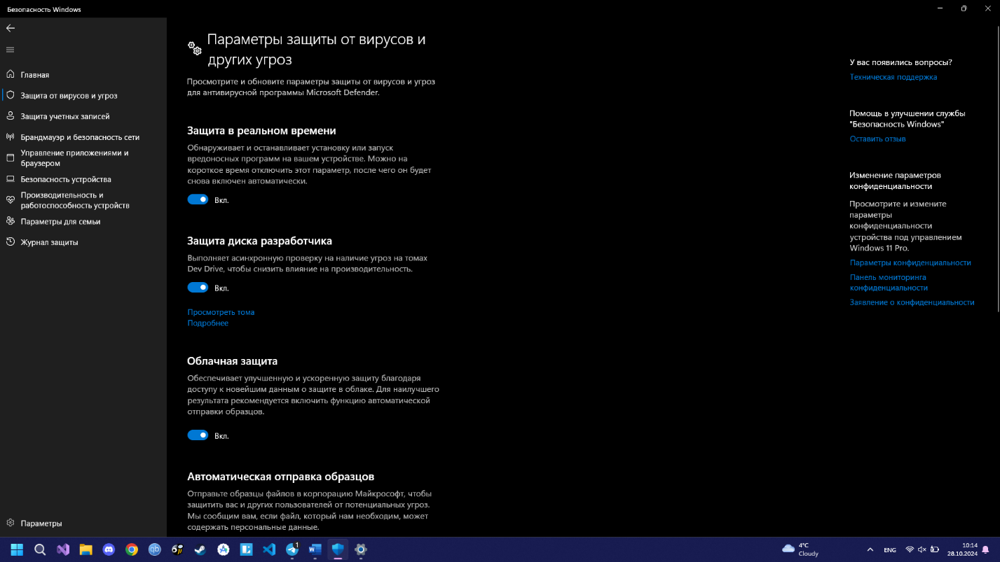 Безопасность Windows
Главная
Защита от вирусов и угроз
Защита учетных записей
Брандмауэр и безопасность сети
Управление приложениями и
браузером
Безопасность устройства
Производительность и
работоспособность устройств
Параметры для семьи
Журнал защиты
Параметры
Параметры защиты от вирусов и
других угроз
Просмотрите и обновите параметры защиты от вирусов и угроз
для антивирусной программы Microsoft Defender.
Защита в реальном времени
Обнаруживает и останавливает установку или запуск
вредоносных программ на вашем устройстве. Можно на
короткое время отключить этот параметр, после чего он будет
снова включен автоматически.
Вкл.
Защита диска разработчика
Выполняет асинхронную проверку на наличие угроз на томах
Dev Drive, чтобы снизить влияние на производительность.
Вкл.
Просмотреть тома
Подробнее
Облачная защита
Обеспечивает улучшенную и ускоренную защиту благодаря
доступу к новейшим данным о защите в облаке. Для наилучшего
результата рекомендуется включить функцию автоматической
отправки образцов.
Вкл.
Автоматическая отправка образцов
Отправьте образцы файлов в корпорацию Майкрософт, чтобы
защитить вас и других пользователей от потенциальных угроз.
Мы сообщим вам, если файл, который нам необходим, может
содержать персональные данные.
У вас появились вопросы?
Техническая поддержка
Помощь в улучшении службы
"Безопасность Windows"
Оставить отзыв
Изменение параметров
конфиденциальности
Просмотрите и измените
параметры
конфиденциальности
устройства под управлением
Windows 11 Pro.
Параметры конфиденциальности
Панель мониторинга
конфиденциальности
Заявление о конфиденциальности
qb
1
W
4°C
Cloudy
ENG
10:14
28.10.2024